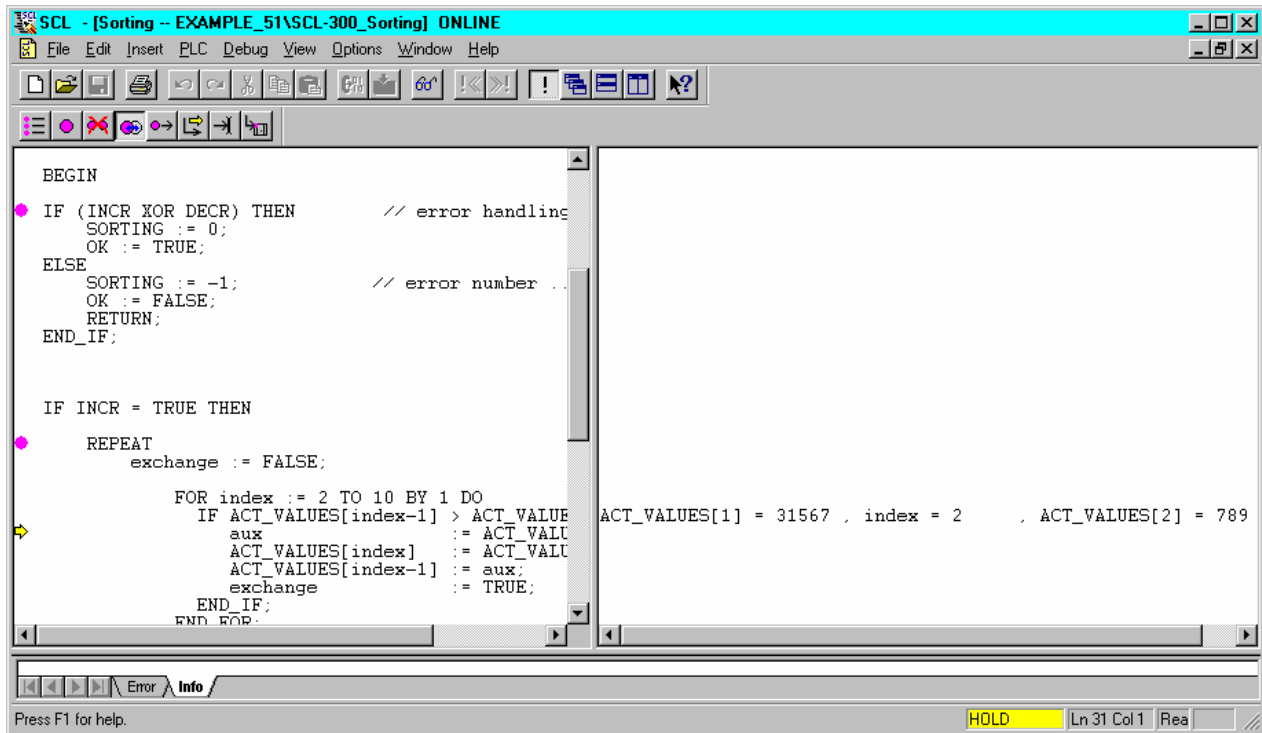 SCL - [Sorting -- EXAMPLE_51\SCL-300_Sorting] ONLINE
File Edit Insert PLC Debug View Options Window Help
BEGIN
IF (INCR XOR DECR) THEN // error handling
SORTING := 0;
OK := TRUE;
ELSE
SORTING := -1; // error number ..
OK := FALSE;
RETURN;
END_IF;
IF INCR = TRUE THEN
REPEAT
exchange := FALSE;
FOR index := 2 TO 10 BY 1 DO
IF ACT_VALUES[index-1] > ACT_VALUE
aux := ACT_VALU
ACT_VALUES[index] := ACT_VALU
ACT_VALUES[index-1] := aux;
exchange := TRUE;
END_IF;
END_FOR;
ACT_VALUES[1] = 31567 , index = 2 , ACT_VALUES[2] = 789
Error Info
Press F1 for help. HOLD Ln 31 Col 1 Rea